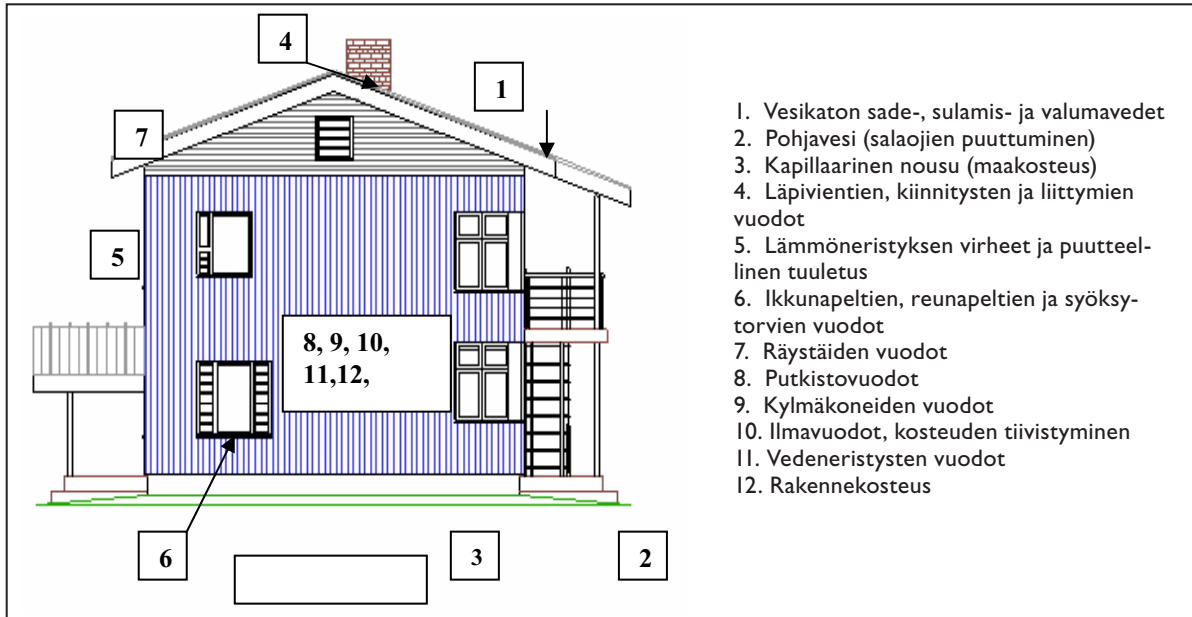 4
1
7
5
8, 9, 10,
11,12,
6
3
2
1. Vesikaton sade-, sulamis- ja valumavedet
2. Pohjavesi (salaojien puuttuminen)
3. Kapillaarinen nousu (maakosteus)
4. Läpivientien, kiinnitysten ja liittymien
vuodot
5. Lämmöneristyksen virheet ja puutteel-
linen tuuletus
6. Ikkunapeltien, reunapeltien ja syöksy-
torvien vuodot
7. Räystäiden vuodot
8. Putkistovuodot
9. Kylmäkoneiden vuodot
10. Ilmavuodot, kosteuden tiivistyminen
11. Vedeneristysten vuodot
12. Rakennekosteus